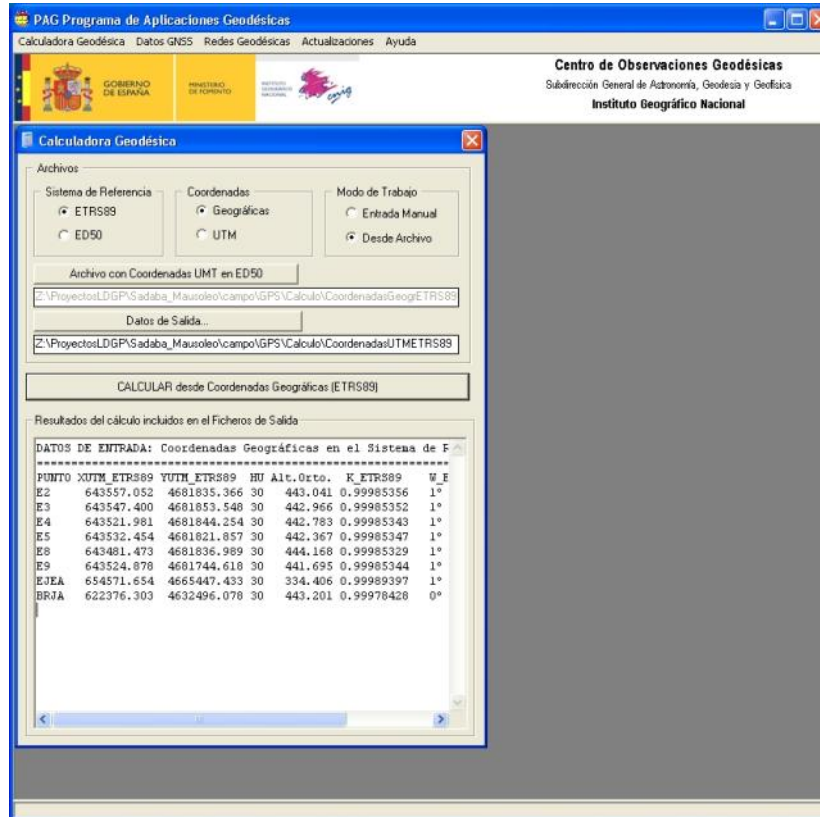 PAG Programa de Aplicaciones Geodésicas
Calculadora Geodésica Datos GNSS Redes Geodésicas Actualizaciones Ayuda
GOBIERNO
DE ESPAÑA
MINISTERIO
DE FOMENTO
cnig
Centro de Observaciones Geodésicas
Subdirección General de Astronomía, Geodesia y Geofísica
Instituto Geográfico Nacional
Calculadora Geodésica
Archivos
Sistema de Referencia
ETRS89
ED50
Coordenadas
Geográficas
UTM
Modo de Trabajo
Entrada Manual
Desde Archivo
Archivo con Coordenadas UMT en ED50
Z:\ProyectosLDGP\Sadaba_Mausoleo\campo\GPS\Calculo\CoordenadasGeogrETRS89
Datos de Salida...
Z:\ProyectosLDGP\Sadaba_Mausoleo\campo\GPS\Calculo\CoordenadasUTMETRS89
CALCULAR desde Coordenadas Geográficas (ETRS89)
Resultados del cálculo incluidos en el Ficheros de Salida
DATOS DE ENTRADA: Coordenadas Geográficas en el Sistema de
PUNTO XUTM_ETRS89 YUTM_ETRS89 HU Alt.Orto. K_ETRS89
E2 643557.052 4681835.366 30 443.041 0.99985356 1°
E3 643547.400 4681853.548 30 442.966 0.99985352 1°
E4 643521.981 4681844.254 30 442.783 0.99985343 1°
E5 643532.454 4681821.857 30 442.367 0.99985347 1°
E8 643481.473 4681836.989 30 444.168 0.99985329 1°
E9 643524.878 4681744.618 30 441.695 0.99985344 1°
EJEA 654571.654 4665447.433 30 334.406 0.99989397 1°
BRJA 622376.303 4632496.078 30 443.201 0.99978428 0°